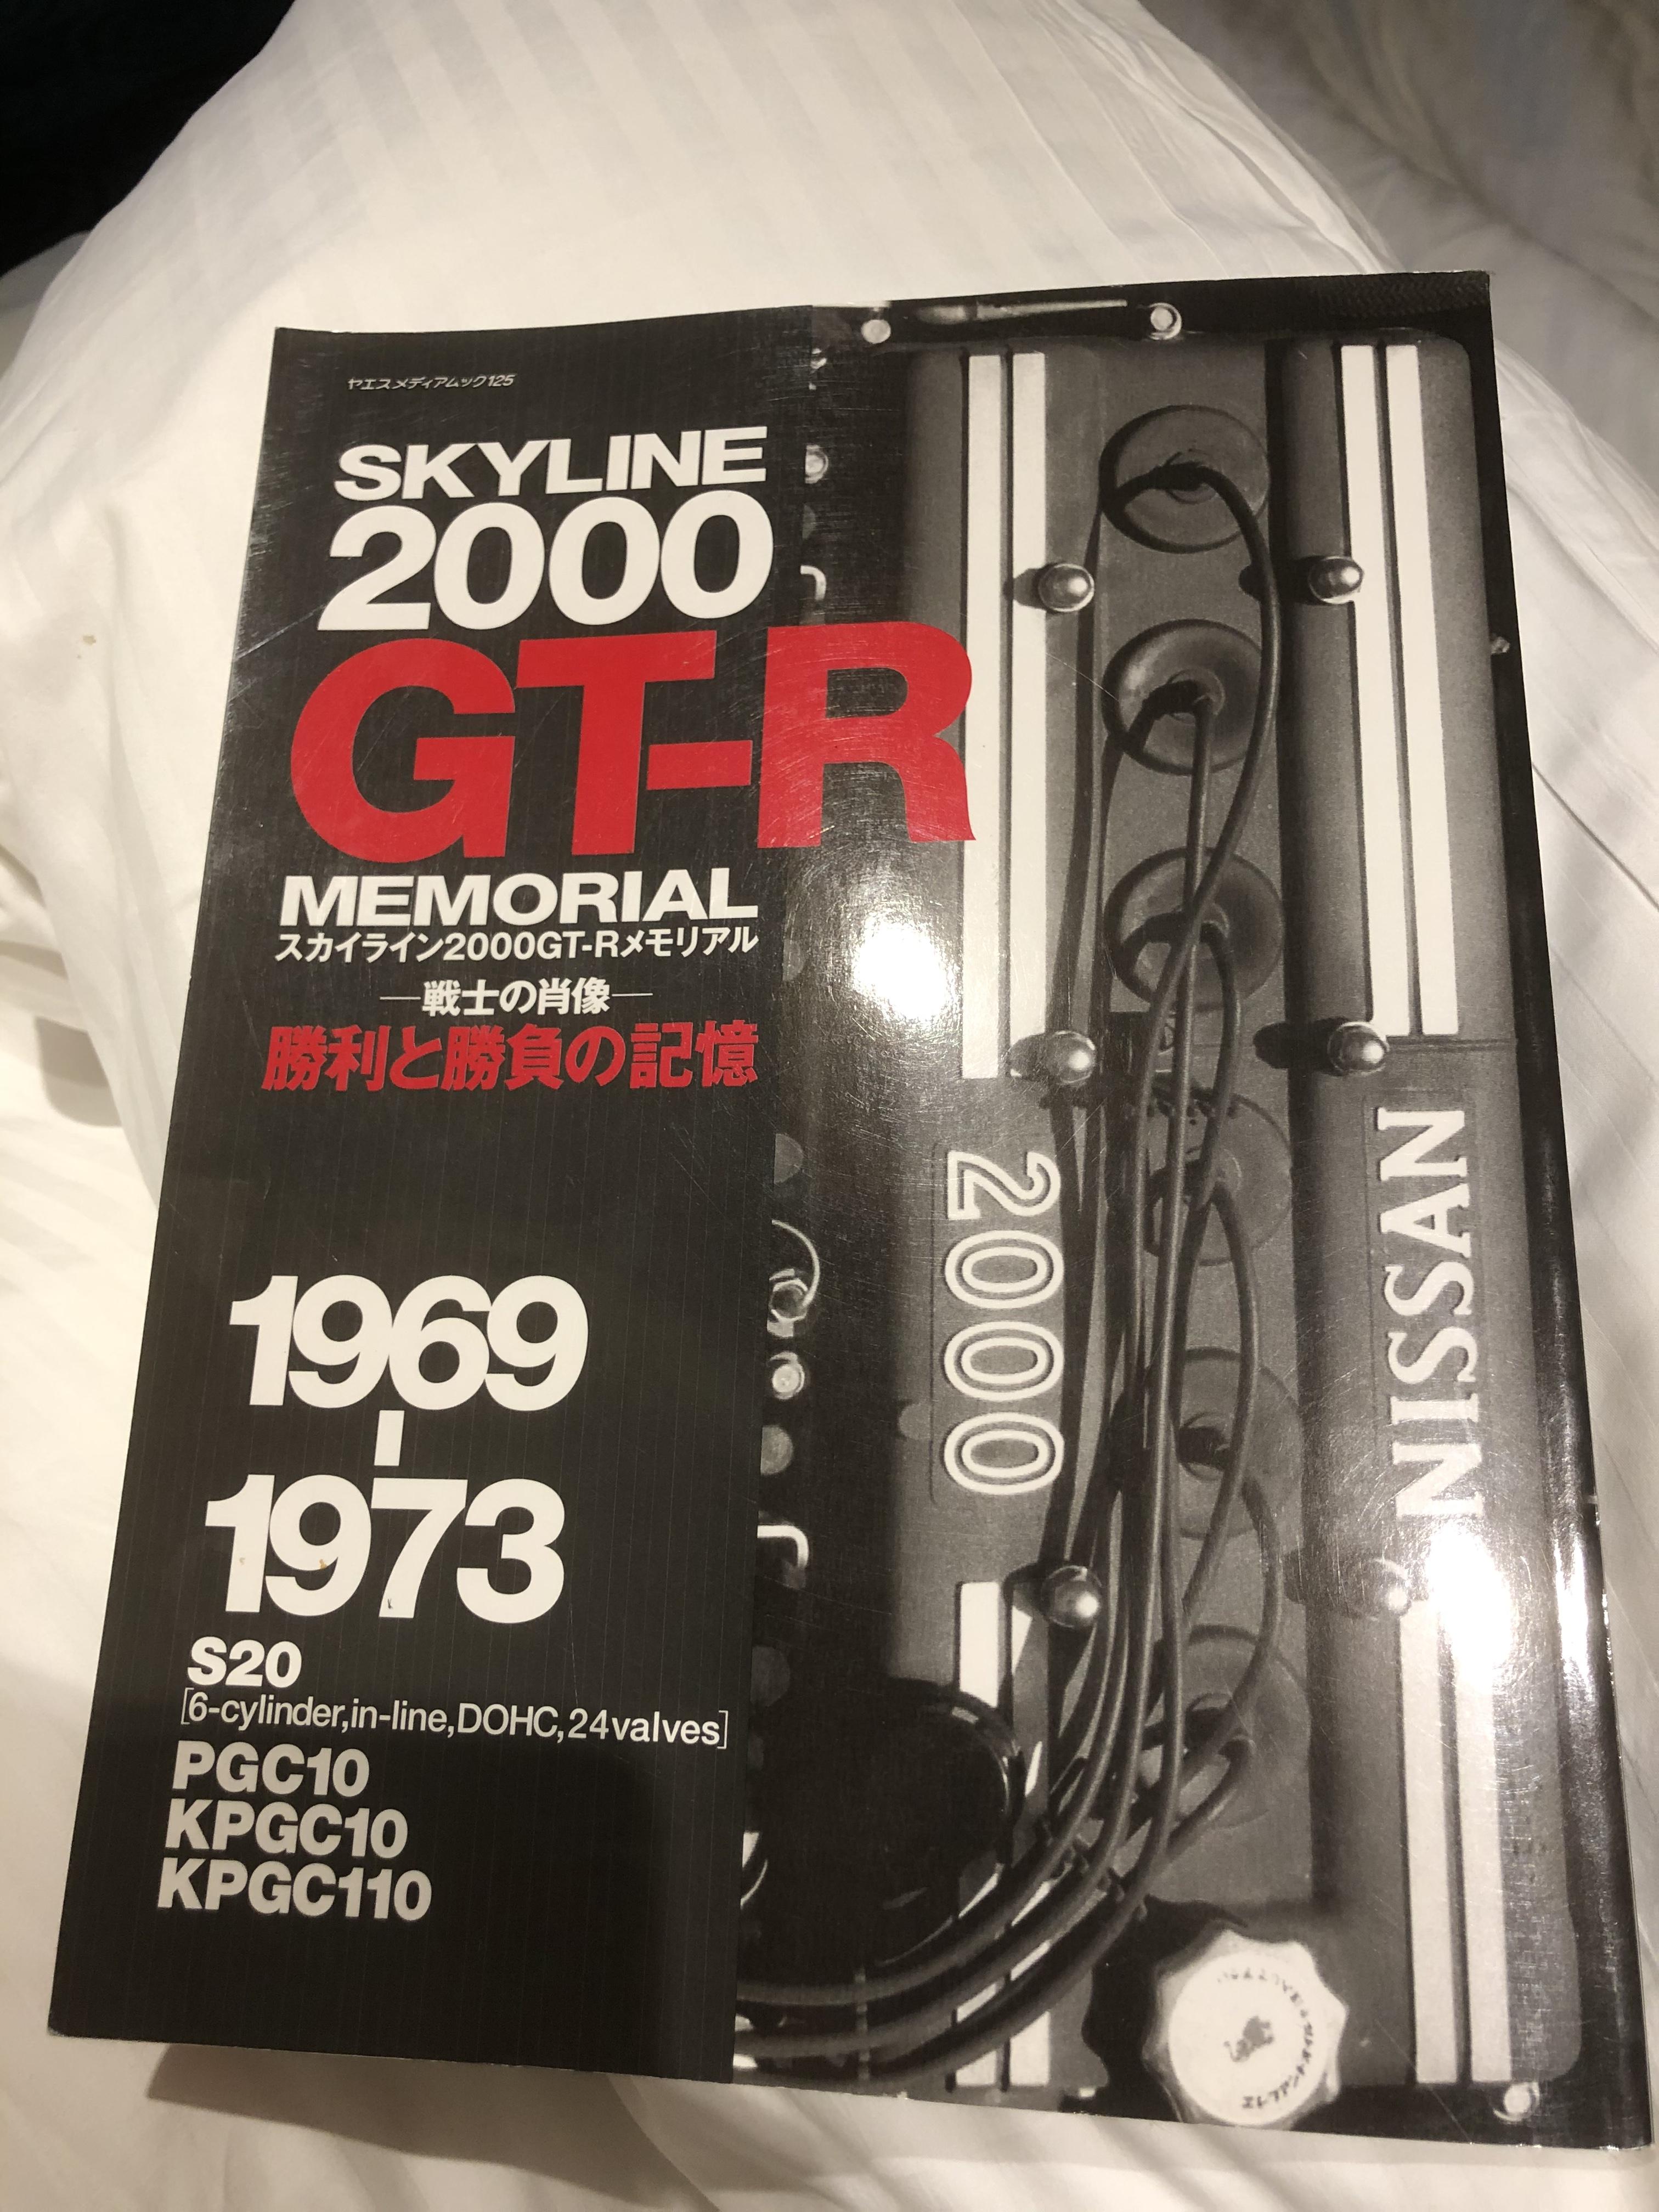 ヤエスメディアムック125
SKYLINE
2000
GT-R
MEMORIAL
スカイライン2000GT-Rメモリアル
—戦士の肖像—
勝利と勝負の記憶
1969
-
1973
S20
[6-cylinder,in-line,DOHC,24valves]
PGC10
KPGC10
KPGC110
2000
NISSAN